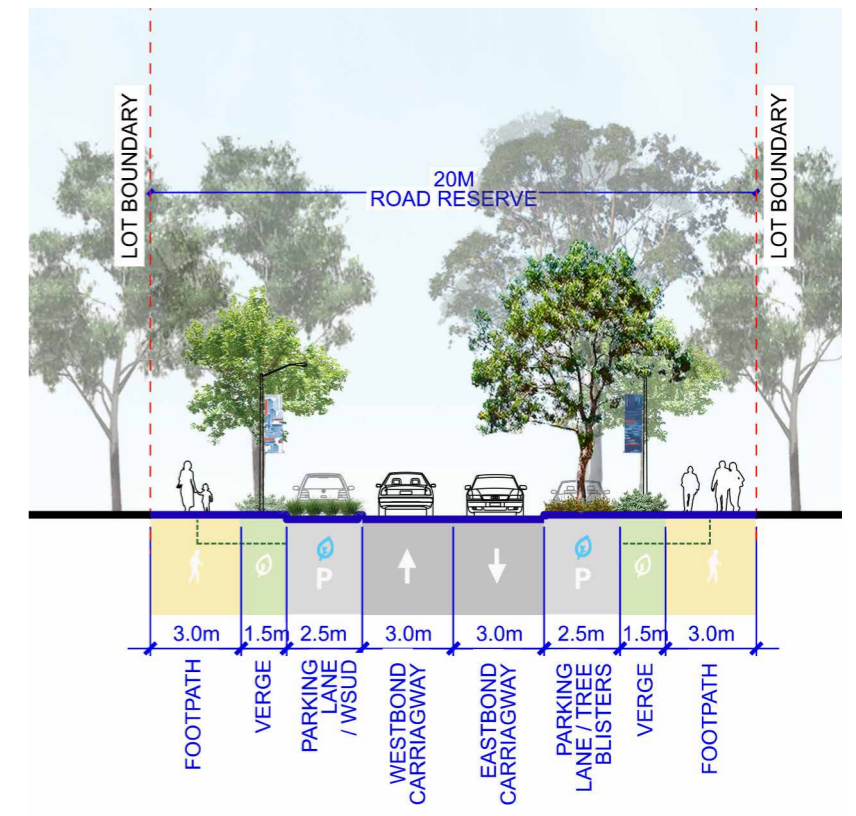 LOT BOUNDARY
20M
ROAD RESERVE
LOT BOUNDARY
P
P
3.0m
1.5m
2.5m
3.0m
3.0m
2.5m
1.5m
3.0m
FOOTPATH
VERGE
PARKING
LANE
/ WSUD
WESTBOND
CARRIAGWAY
EASTBOND
CARRIAGWAY
PARKING
LANE / TREE
BLISTERS
VERGE
FOOTPATH